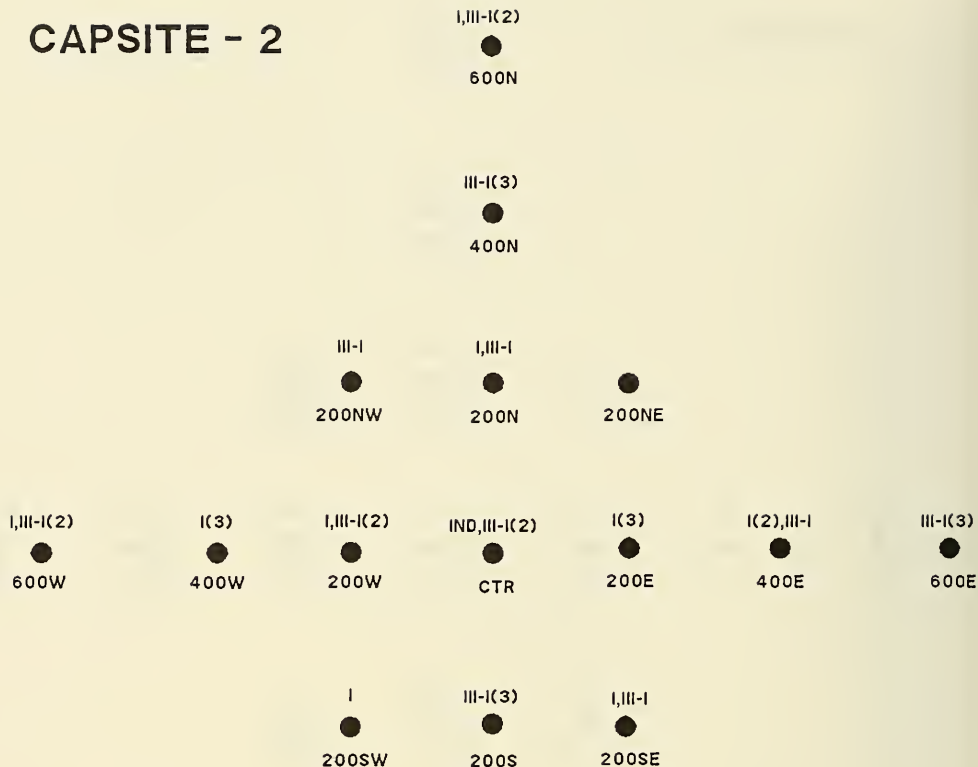 CAPSITE - 2
I,III-I(2)
600N
III-I(3)
400N
III-I I,III-I
200NW 200N 200NE
I,III-I(2) I(3) I,III-I(2) IND,III-I(2) I(3) I(2),III-I III-I(3)
600W 400W 200W CTR 200E 400E 600E
I III-I(3) I,III-I
200SW 200S 200SE